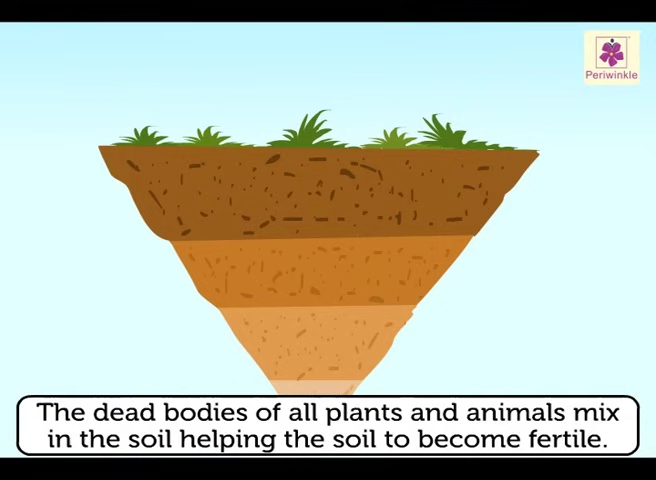 Periwinkle
The dead bodies of all plants and animals mix
in the soil helping the soil to become fertile.